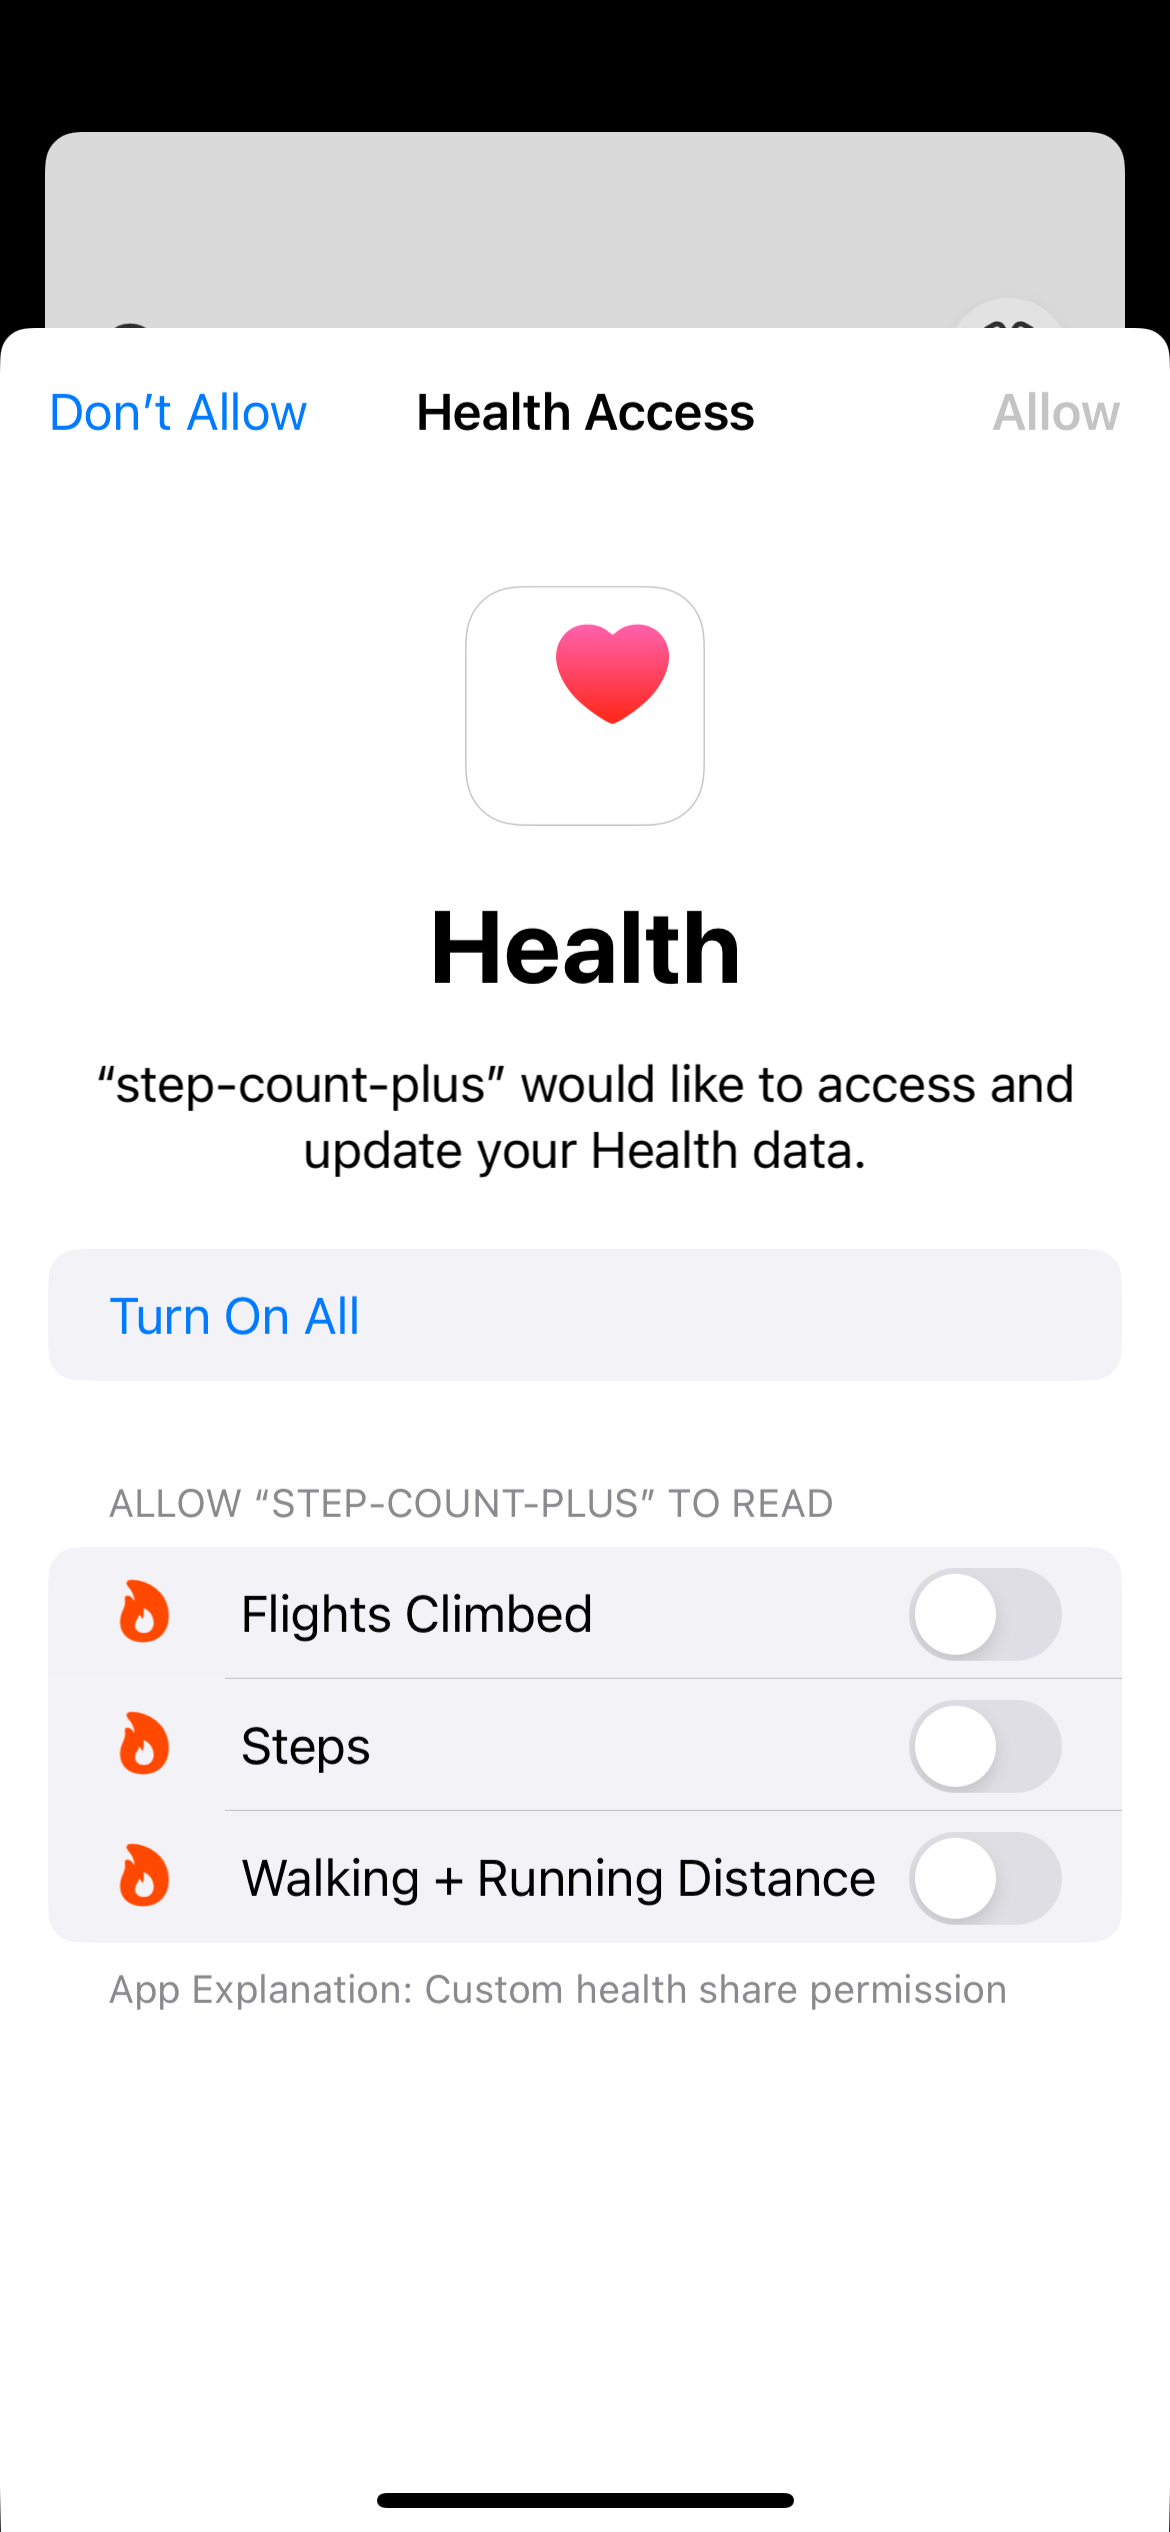 Don’t Allow
Health Access
Allow
Health
“step-count-plus” would like to access and
update your Health data.
Turn On All
ALLOW “STEP-COUNT-PLUS” TO READ
Flights Climbed
Steps
Walking + Running Distance
App Explanation: Custom health share permission